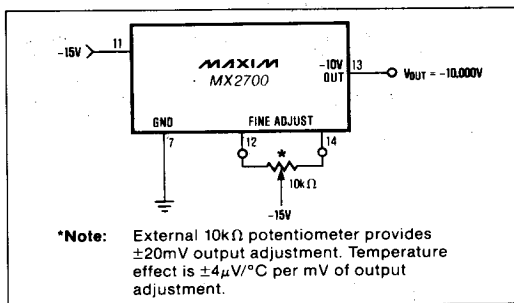 -15V
11
MAXIM
MX2700
-10V
OUT
13
VOUT = -10.000V
GND
FINE ADJUST
7
12
*
14
10kΩ
-15V
*Note: External 10kΩ potentiometer provides
±20mV output adjustment. Temperature
effect is ±4μV/°C per mV of output
adjustment.